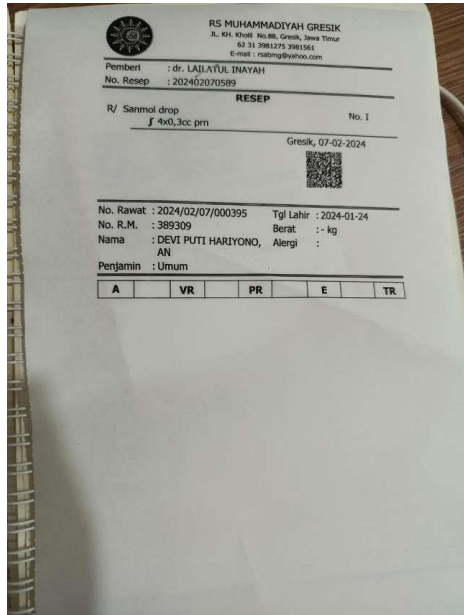 RS MUHAMMADIYAH GRESIK
JL. KH. Kholil No.88, Gresik, Jawa Timur
62 31 3981275 3981561
E-mail : rsabmg@yahoo.com
Pemberi : dr. LAILATUL INAYAH
No. Resep : 202402070589
RESEP
R/ Sanmol drop No. I
∫ 4x0,3cc prn
Gresik, 07-02-2024
No. Rawat : 2024/02/07/000395 Tgl Lahir : 2024-01-24
No. R.M. : 389309 Berat : - kg
Nama : DEVI PUTI HARIYONO, Alergi :
AN
Penjamin : Umum
A VR PR E TR